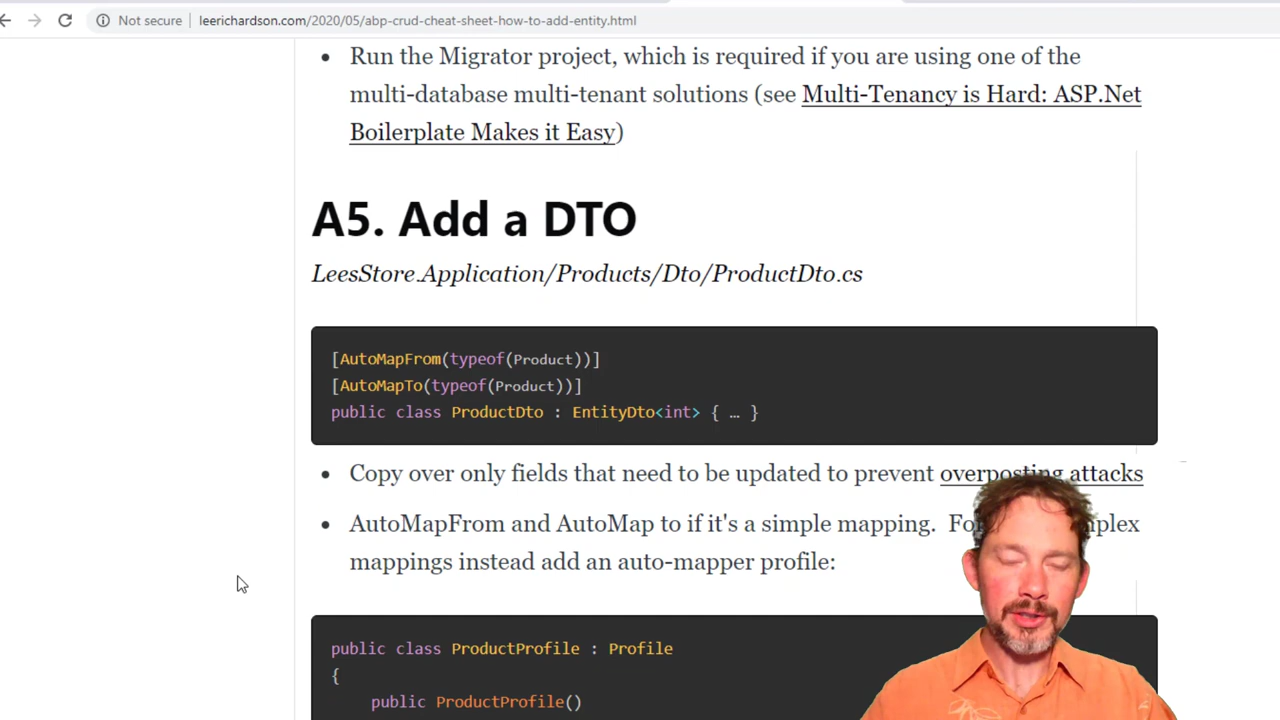 Not secure
leerichardson.com/2020/05/abp-crud-cheat-sheet-how-to-add-entity.html
Run the Migrator project, which is required if you are using one of the
multi-database multi-tenant solutions (see Multi-Tenancy is Hard: ASP.Net
Boilerplate Makes it Easy)
A5. Add a DTO
LeesStore.Application/Products/Dto/ProductDto.cs
[AutoMapFrom(typeof(Product))]
[AutoMapTo(typeof(Product))]
public class ProductDto : EntityDto<int> { … }
Copy over only fields that need to be updated to prevent overposting attacks
AutoMapFrom and AutoMap to if it's a simple mapping.
mappings instead add an auto-mapper profile:
public class ProductProfile : Profile
{
public ProductProfile()